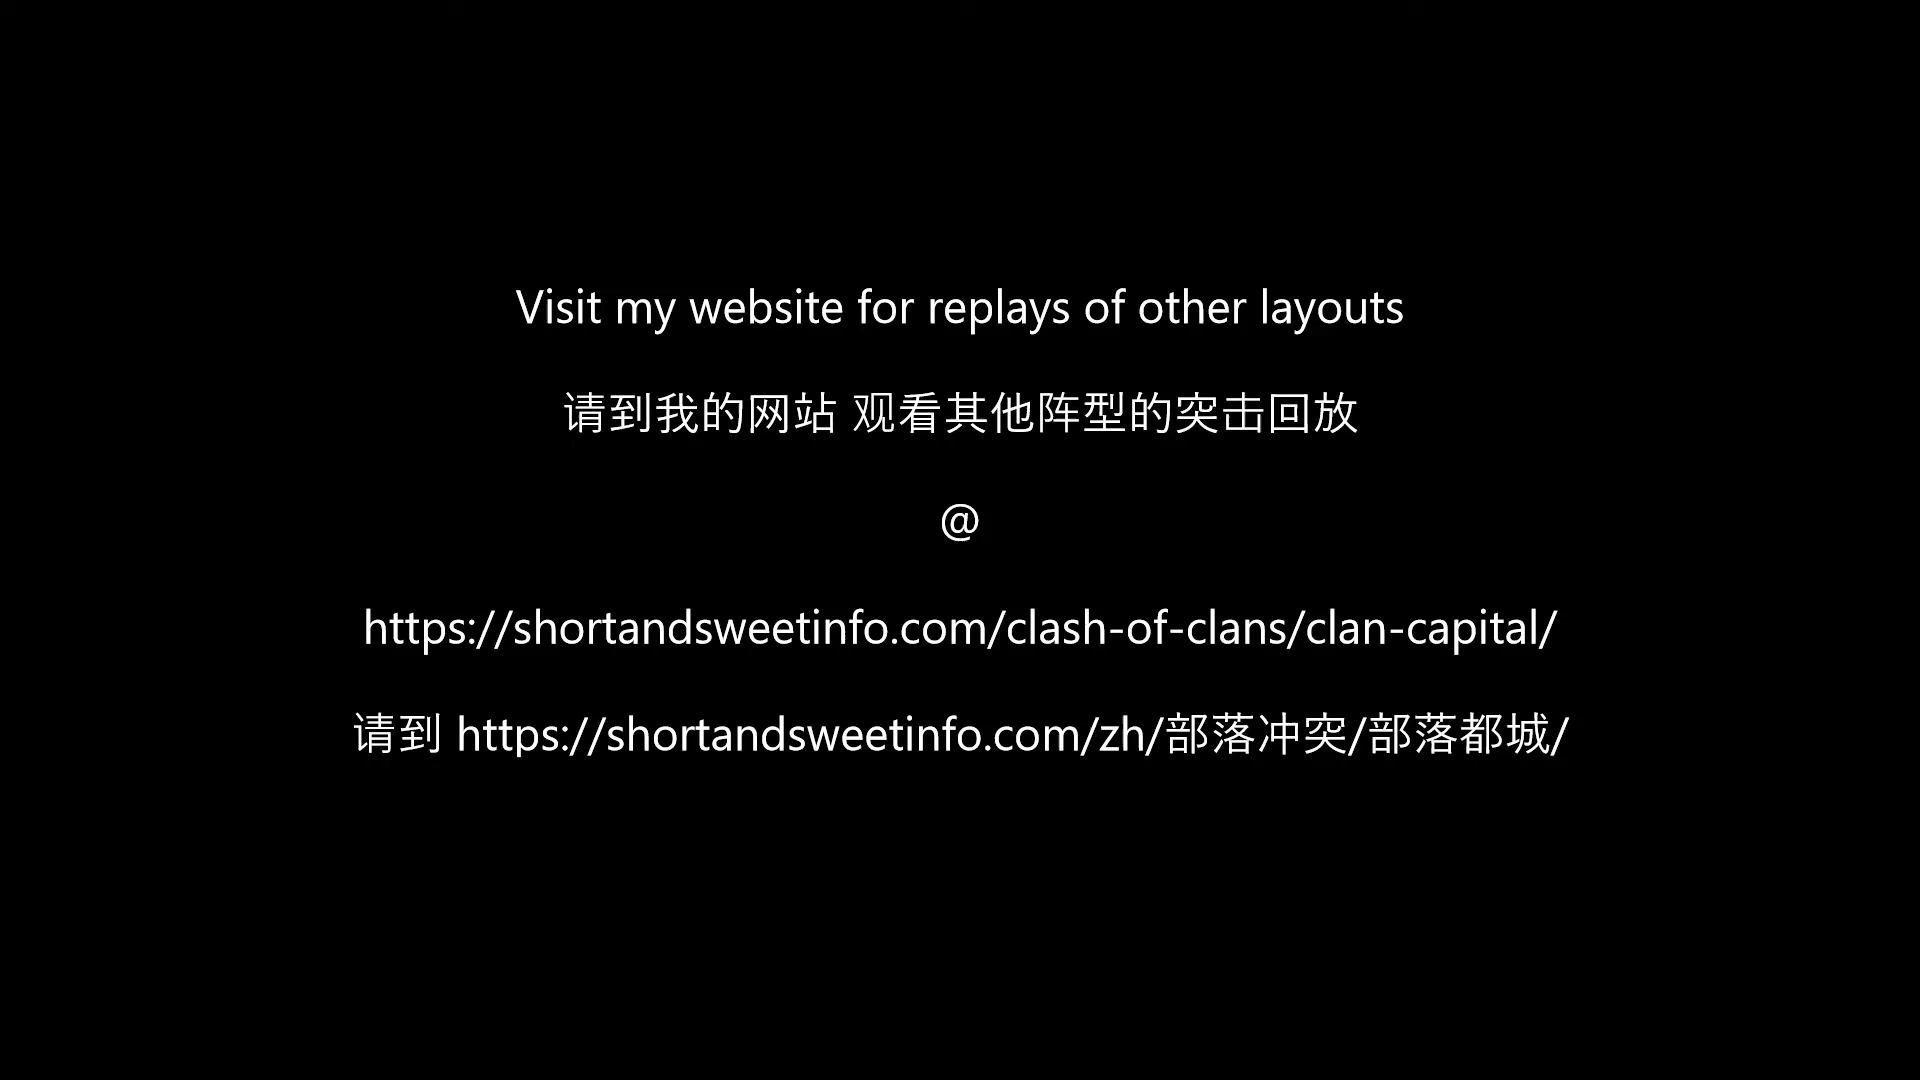 Visit my website for replays of other layouts
请到我的网站 观看其他阵型的突击回放
@
https://shortandsweetinfo.com/clash-of-clans/clan-capital/
请到 https://shortandsweetinfo.com/zh/部落冲突/部落都城/